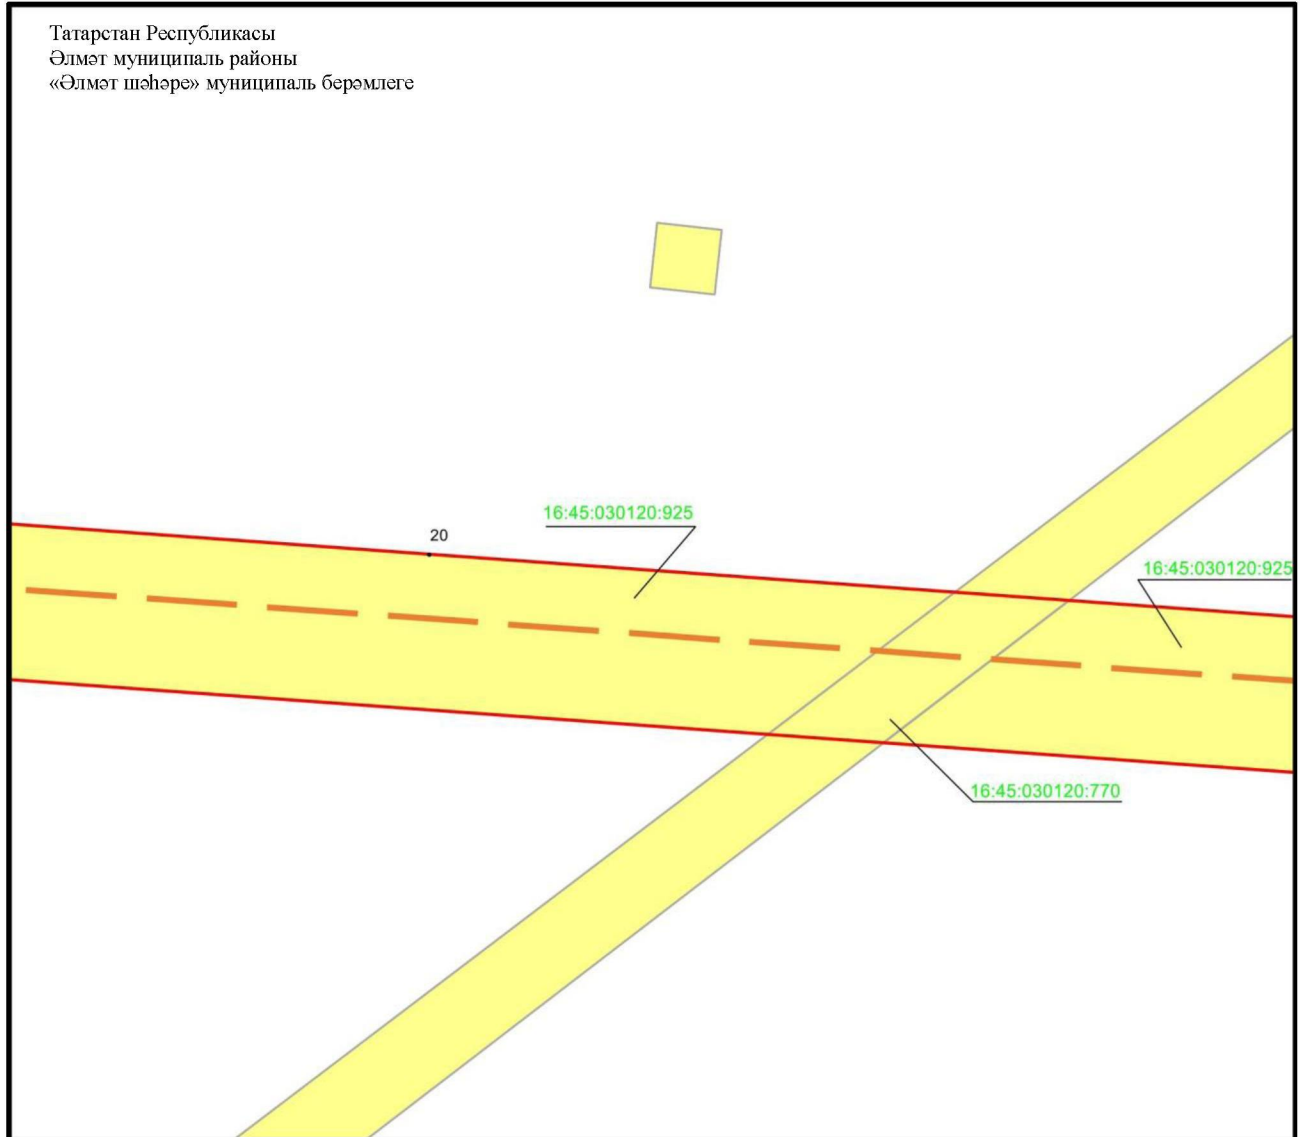 Татарстан Республикасы
Әлмәт муниципаль районы
«Әлмәт шәһәре» муниципаль берәмлеге
16:45:030120:925
20
16:45:030120:925
16:45:030120:770